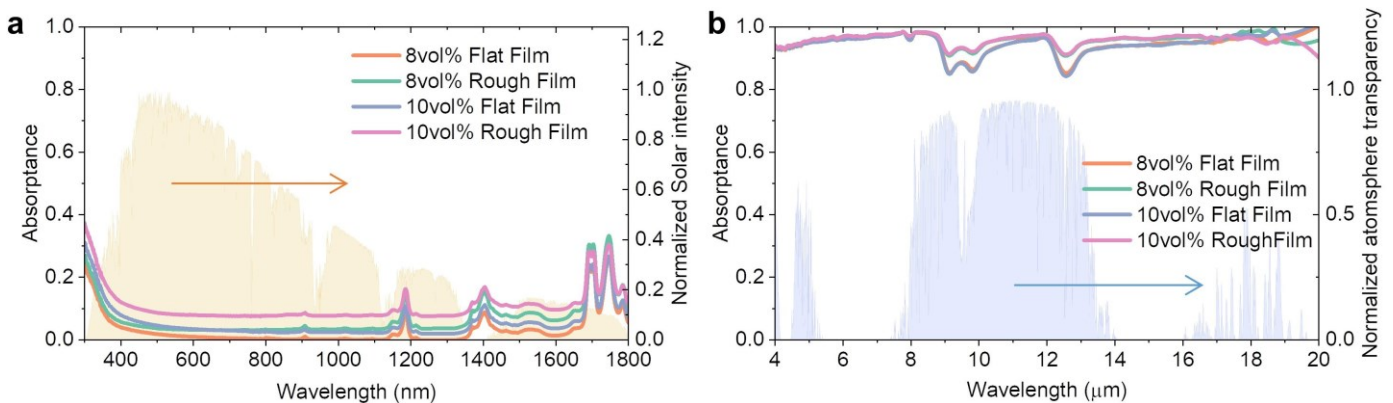 a
1.0
0.8
0.6
0.4
0.2
0.0
Absorptance
400
600
800
1000
1200
1400
1600
1800
Wavelength (nm)
1.2
1.0
0.8
0.6
0.4
0.2
0.0
Normalized Solar intensity
8vol% Flat Film
8vol% Rough Film
10vol% Flat Film
10vol% Rough Film
b
1.0
0.8
0.6
0.4
0.2
0.0
Absorptance
4
6
8
10
12
14
16
18
20
Wavelength (μm)
1.0
0.5
0.0
Normalized atomsphere transparency
8vol% Flat Film
8vol% Rough Film
10vol% Flat Film
10vol% RoughFilm